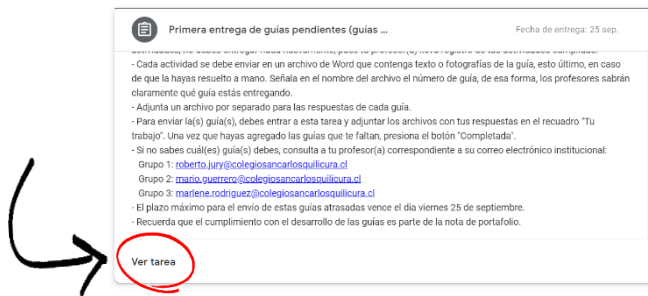 Primera entrega de guías pendientes (guías ...
Fecha de entrega: 25 sep.
actividades, no debes entregar nada nuevamente, pues tu profesor(a) lleva registro de tus actividades cumplidas.
- Cada actividad se debe enviar en un archivo de Word que contenga texto o fotografías de la guía, esto último, en caso
de que la hayas resuelto a mano. Señala en el nombre del archivo el número de guía, de esa forma, los profesores sabrán
claramente qué guía estás entregando.
- Adjunta un archivo por separado para las respuestas de cada guía.
- Para enviar la(s) guía(s), debes entrar a esta tarea y adjuntar los archivos con tus respuestas en el recuadro "Tu
trabajo". Una vez que hayas agregado las guías que te faltan, presiona el botón "Completada".
- Si no sabes cuál(es) guía(s) debes, consulta a tu profesor(a) correspondiente a su correo electrónico institucional:
Grupo 1: roberto.jury@colegiosancarlosquilicura.cl
Grupo 2: mario.guerrero@colegiosancarlosquilicura.cl
Grupo 3: marlene.rodriguez@colegiosancarlosquilicura.cl
- El plazo máximo para el envío de estas guías atrasadas vence el día viernes 25 de septiembre.
- Recuerda que el cumplimiento con el desarrollo de las guías es parte de la nota de portafolio.
Ver tarea